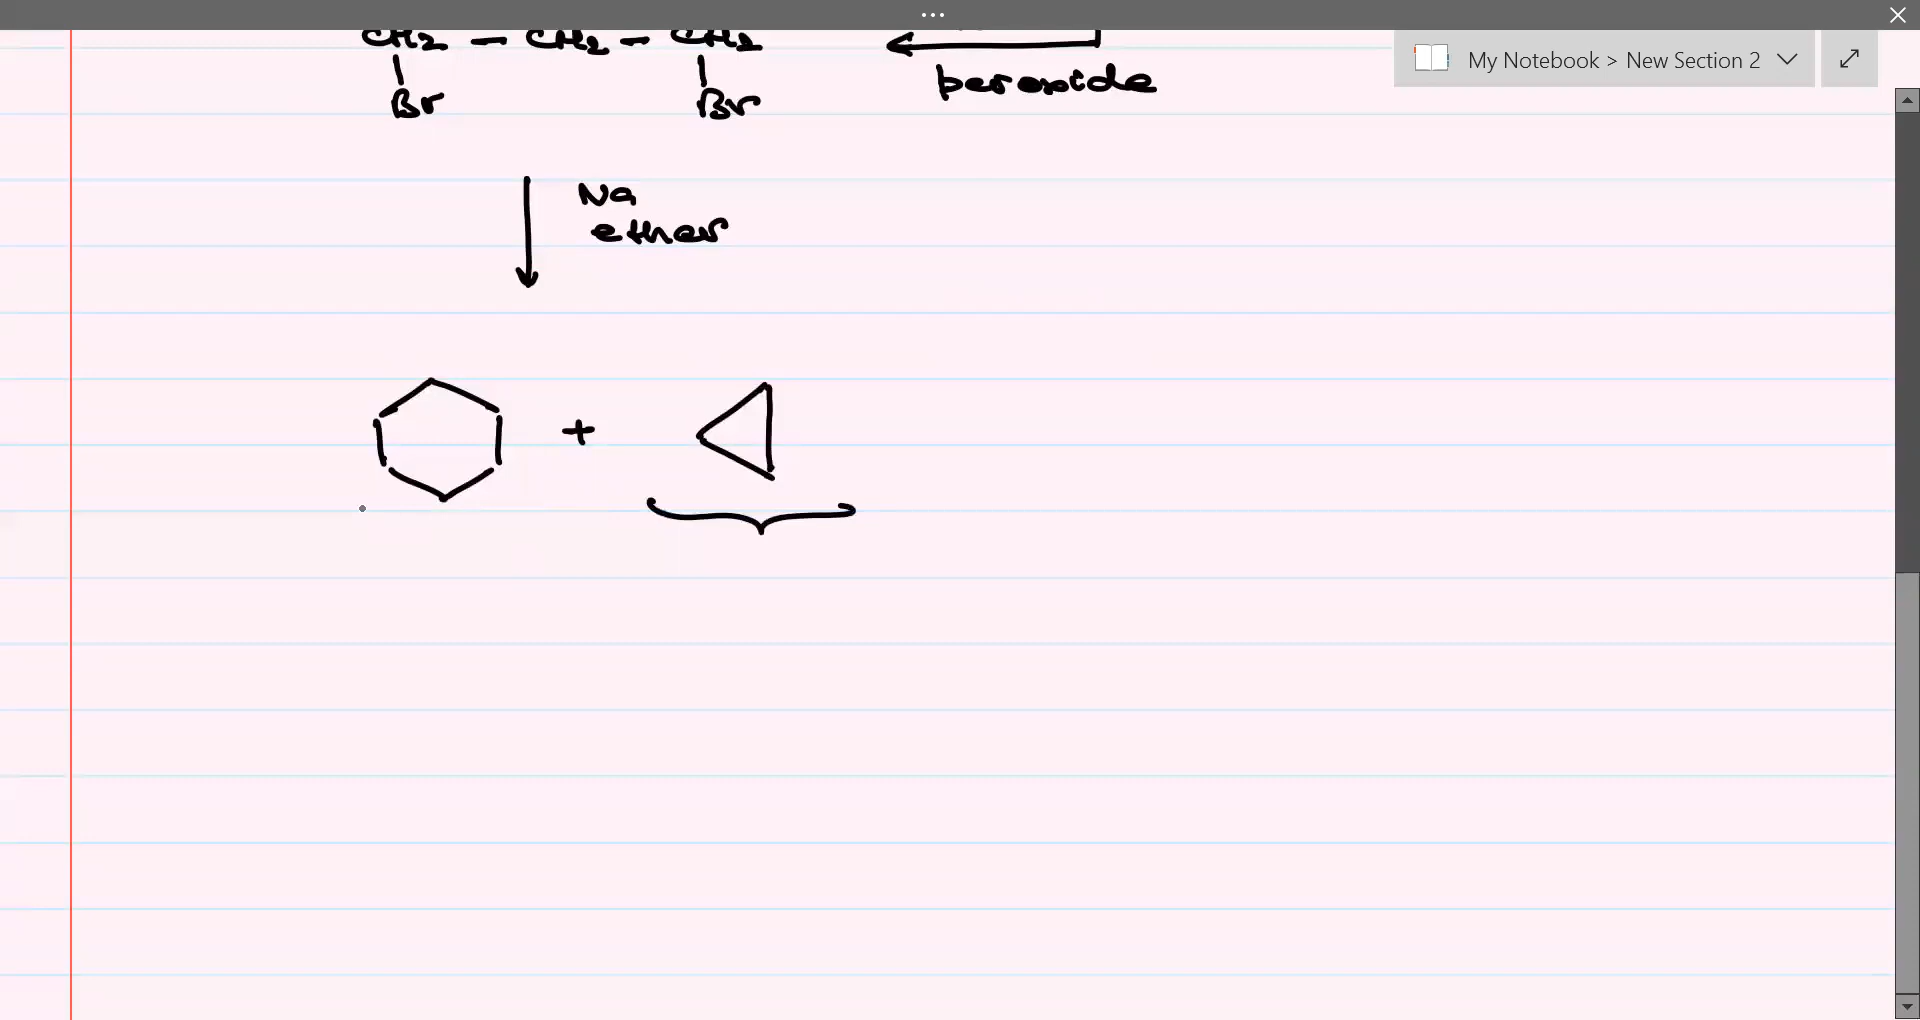 CH2 - CH2 - CH2
Br Br
peroxide
My Notebook > New Section 2
Na
ether
+